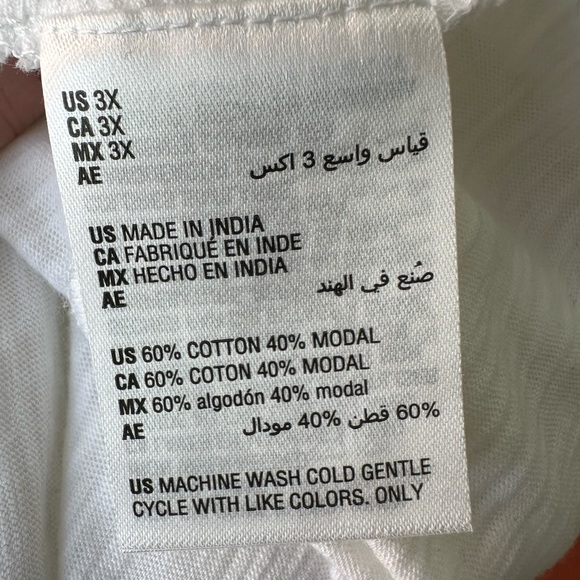 US 3X
CA 3X
MX 3X
AE قياس واسع 3 اكس
US MADE IN INDIA
CA FABRIQUÉ EN INDE
MX HECHO EN INDIA
AE صُنع في الهند
US 60% COTTON 40% MODAL
CA 60% COTON 40% MODAL
MX 60% algodón 40% modal
AE 60% قطن 40% مودال
US MACHINE WASH COLD GENTLE
CYCLE WITH LIKE COLORS. ONLY